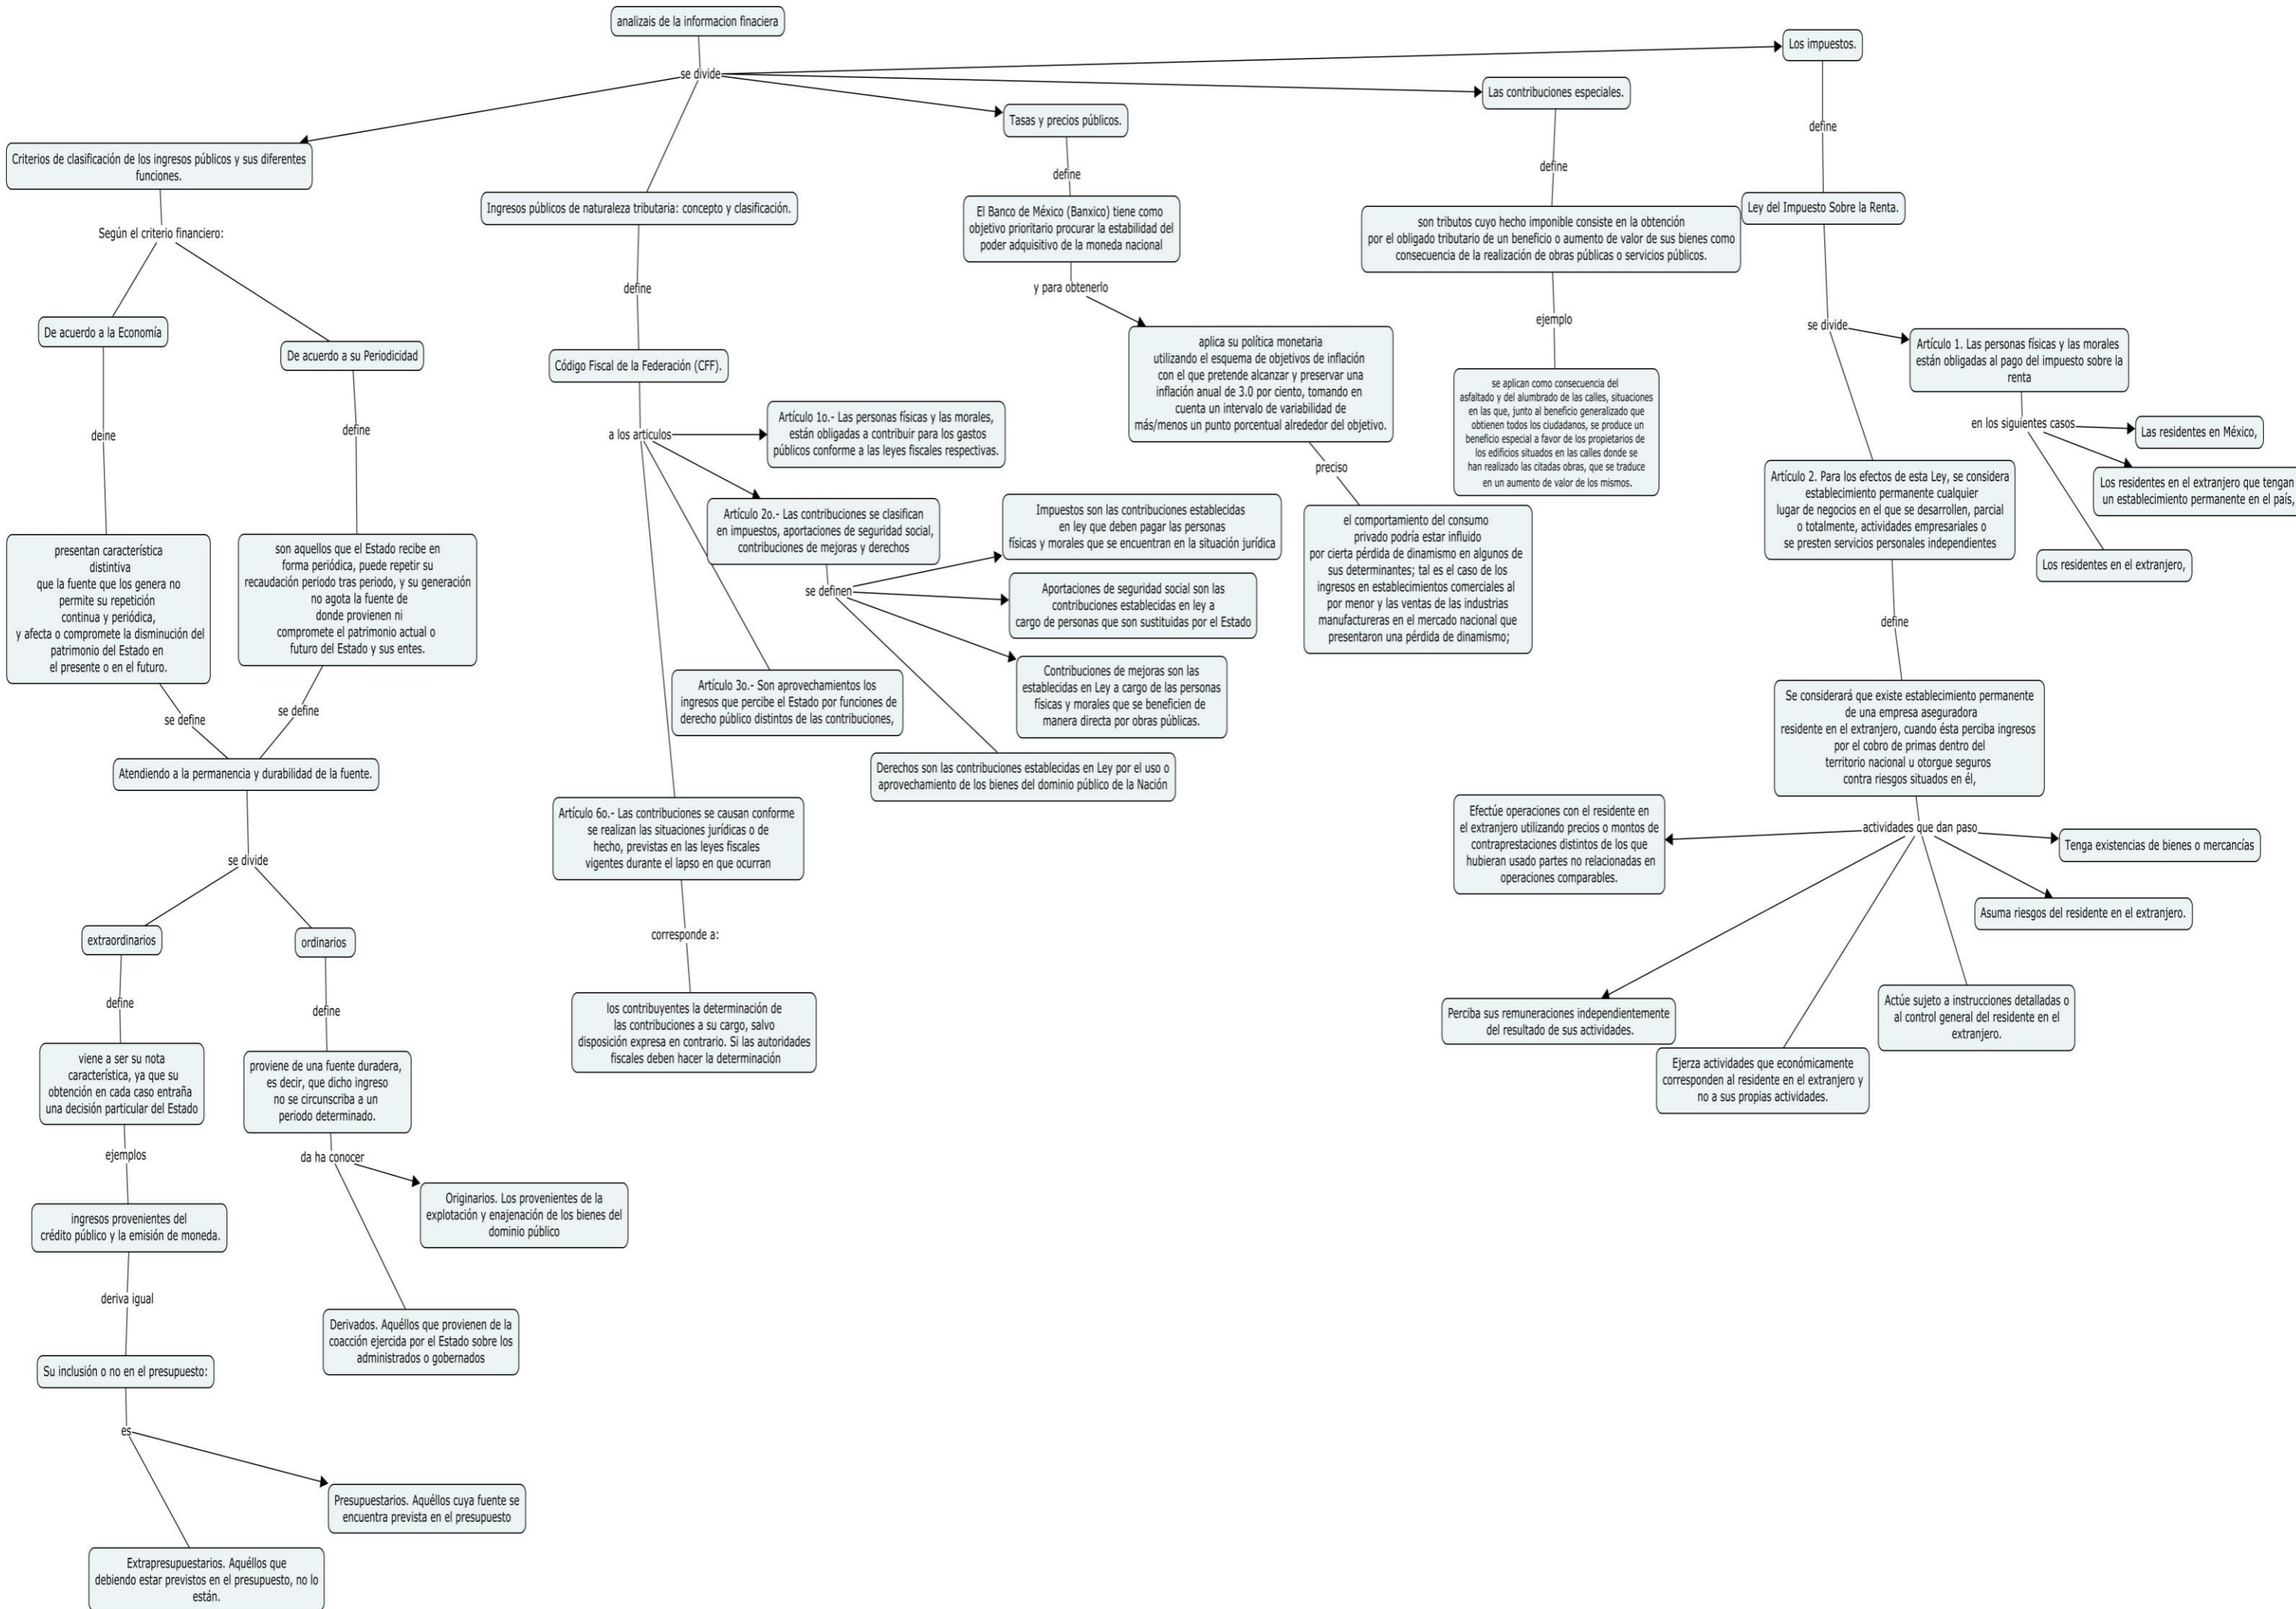 analizais de la informacion finaciera
se divide
Los impuestos.
define
Ley del Impuesto Sobre la Renta.
se divide
Artículo 1. Las personas físicas y las morales
están obligadas al pago del impuesto sobre la
renta
en los siguientes casos
Las residentes en México,
Los residentes en el extranjero que tengan
un establecimiento permanente en el país,
Los residentes en el extranjero,
Artículo 2. Para los efectos de esta Ley, se considera
establecimiento permanente cualquier
lugar de negocios en el que se desarrollen, parcial
o totalmente, actividades empresariales o
se presten servicios personales independientes
define
Se considerará que existe establecimiento permanente
de una empresa aseguradora
residente en el extranjero, cuando ésta perciba ingresos
por el cobro de primas dentro del
territorio nacional u otorgue seguros
contra riesgos situados en él,
actividades que dan paso
Efectúe operaciones con el residente en
el extranjero utilizando precios o montos de
contraprestaciones distintos de los que
hubieran usado partes no relacionadas en
operaciones comparables.
Tenga existencias de bienes o mercancías
Asuma riesgos del residente en el extranjero.
Actúe sujeto a instrucciones detalladas o
al control general del residente en el
extranjero.
Perciba sus remuneraciones independientemente
del resultado de sus actividades.
Ejerza actividades que económicamente
corresponden al residente en el extranjero y
no a sus propias actividades.
Las contribuciones especiales.
define
son tributos cuyo hecho imponible consiste en la obtención
por el obligado tributario de un beneficio o aumento de valor de sus bienes como
consecuencia de la realización de obras públicas o servicios públicos.
ejemplo
se aplican como consecuencia del
asfaltado y del alumbrado de las calles, situaciones
en las que, junto al beneficio generalizado que
obtienen todos los ciudadanos, se produce un
beneficio especial a favor de los propietarios de
los edificios situados en las calles donde se
han realizado las citadas obras, que se traduce
en un aumento de valor de los mismos.
Tasas y precios públicos.
define
El Banco de México (Banxico) tiene como
objetivo prioritario procurar la estabilidad del
poder adquisitivo de la moneda nacional
y para obtenerlo
aplica su política monetaria
utilizando el esquema de objetivos de inflación
con el que pretende alcanzar y preservar una
inflación anual de 3.0 por ciento, tomando en
cuenta un intervalo de variabilidad de
más/menos un punto porcentual alrededor del objetivo.
preciso
el comportamiento del consumo
privado podría estar influido
por cierta pérdida de dinamismo en algunos de
sus determinantes; tal es el caso de los
ingresos en establecimientos comerciales al
por menor y las ventas de las industrias
manufactureras en el mercado nacional que
presentaron una pérdida de dinamismo;
Ingresos públicos de naturaleza tributaria: concepto y clasificación.
define
Código Fiscal de la Federación (CFF).
a los articulos
Artículo 1o.- Las personas físicas y las morales,
están obligadas a contribuir para los gastos
públicos conforme a las leyes fiscales respectivas.
Artículo 2o.- Las contribuciones se clasifican
en impuestos, aportaciones de seguridad social,
contribuciones de mejoras y derechos
se definen
Impuestos son las contribuciones establecidas
en ley que deben pagar las personas
físicas y morales que se encuentran en la situación jurídica
Aportaciones de seguridad social son las
contribuciones establecidas en ley a
cargo de personas que son sustituidas por el Estado
Contribuciones de mejoras son las
establecidas en Ley a cargo de las personas
físicas y morales que se beneficien de
manera directa por obras públicas.
Derechos son las contribuciones establecidas en Ley por el uso o
aprovechamiento de los bienes del dominio público de la Nación
Artículo 3o.- Son aprovechamientos los
ingresos que percibe el Estado por funciones de
derecho público distintos de las contribuciones,
Artículo 6o.- Las contribuciones se causan conforme
se realizan las situaciones jurídicas o de
hecho, previstas en las leyes fiscales
vigentes durante el lapso en que ocurran
corresponde a:
los contribuyentes la determinación de
las contribuciones a su cargo, salvo
disposición expresa en contrario. Si las autoridades
fiscales deben hacer la determinación
Criterios de clasificación de los ingresos públicos y sus diferentes
funciones.
Según el criterio financiero:
De acuerdo a la Economía
deine
presentan característica
distintiva
que la fuente que los genera no
permite su repetición
continua y periódica,
y afecta o compromete la disminución del
patrimonio del Estado en
el presente o en el futuro.
se define
De acuerdo a su Periodicidad
define
son aquellos que el Estado recibe en
forma periódica, puede repetir su
recaudación periodo tras periodo, y su generación
no agota la fuente de
donde provienen ni
compromete el patrimonio actual o
futuro del Estado y sus entes.
se define
Atendiendo a la permanencia y durabilidad de la fuente.
se divide
extraordinarios
define
viene a ser su nota
característica, ya que su
obtención en cada caso entraña
una decisión particular del Estado
ejemplos
ingresos provenientes del
crédito público y la emisión de moneda.
deriva igual
Su inclusión o no en el presupuesto:
es
Presupuestarios. Aquéllos cuya fuente se
encuentra prevista en el presupuesto
Extrapresupuestarios. Aquéllos que
debiendo estar previstos en el presupuesto, no lo
están.
ordinarios
define
proviene de una fuente duradera,
es decir, que dicho ingreso
no se circunscriba a un
periodo determinado.
da ha conocer
Originarios. Los provenientes de la
explotación y enajenación de los bienes del
dominio público
Derivados. Aquéllos que provienen de la
coacción ejercida por el Estado sobre los
administrados o gobernados